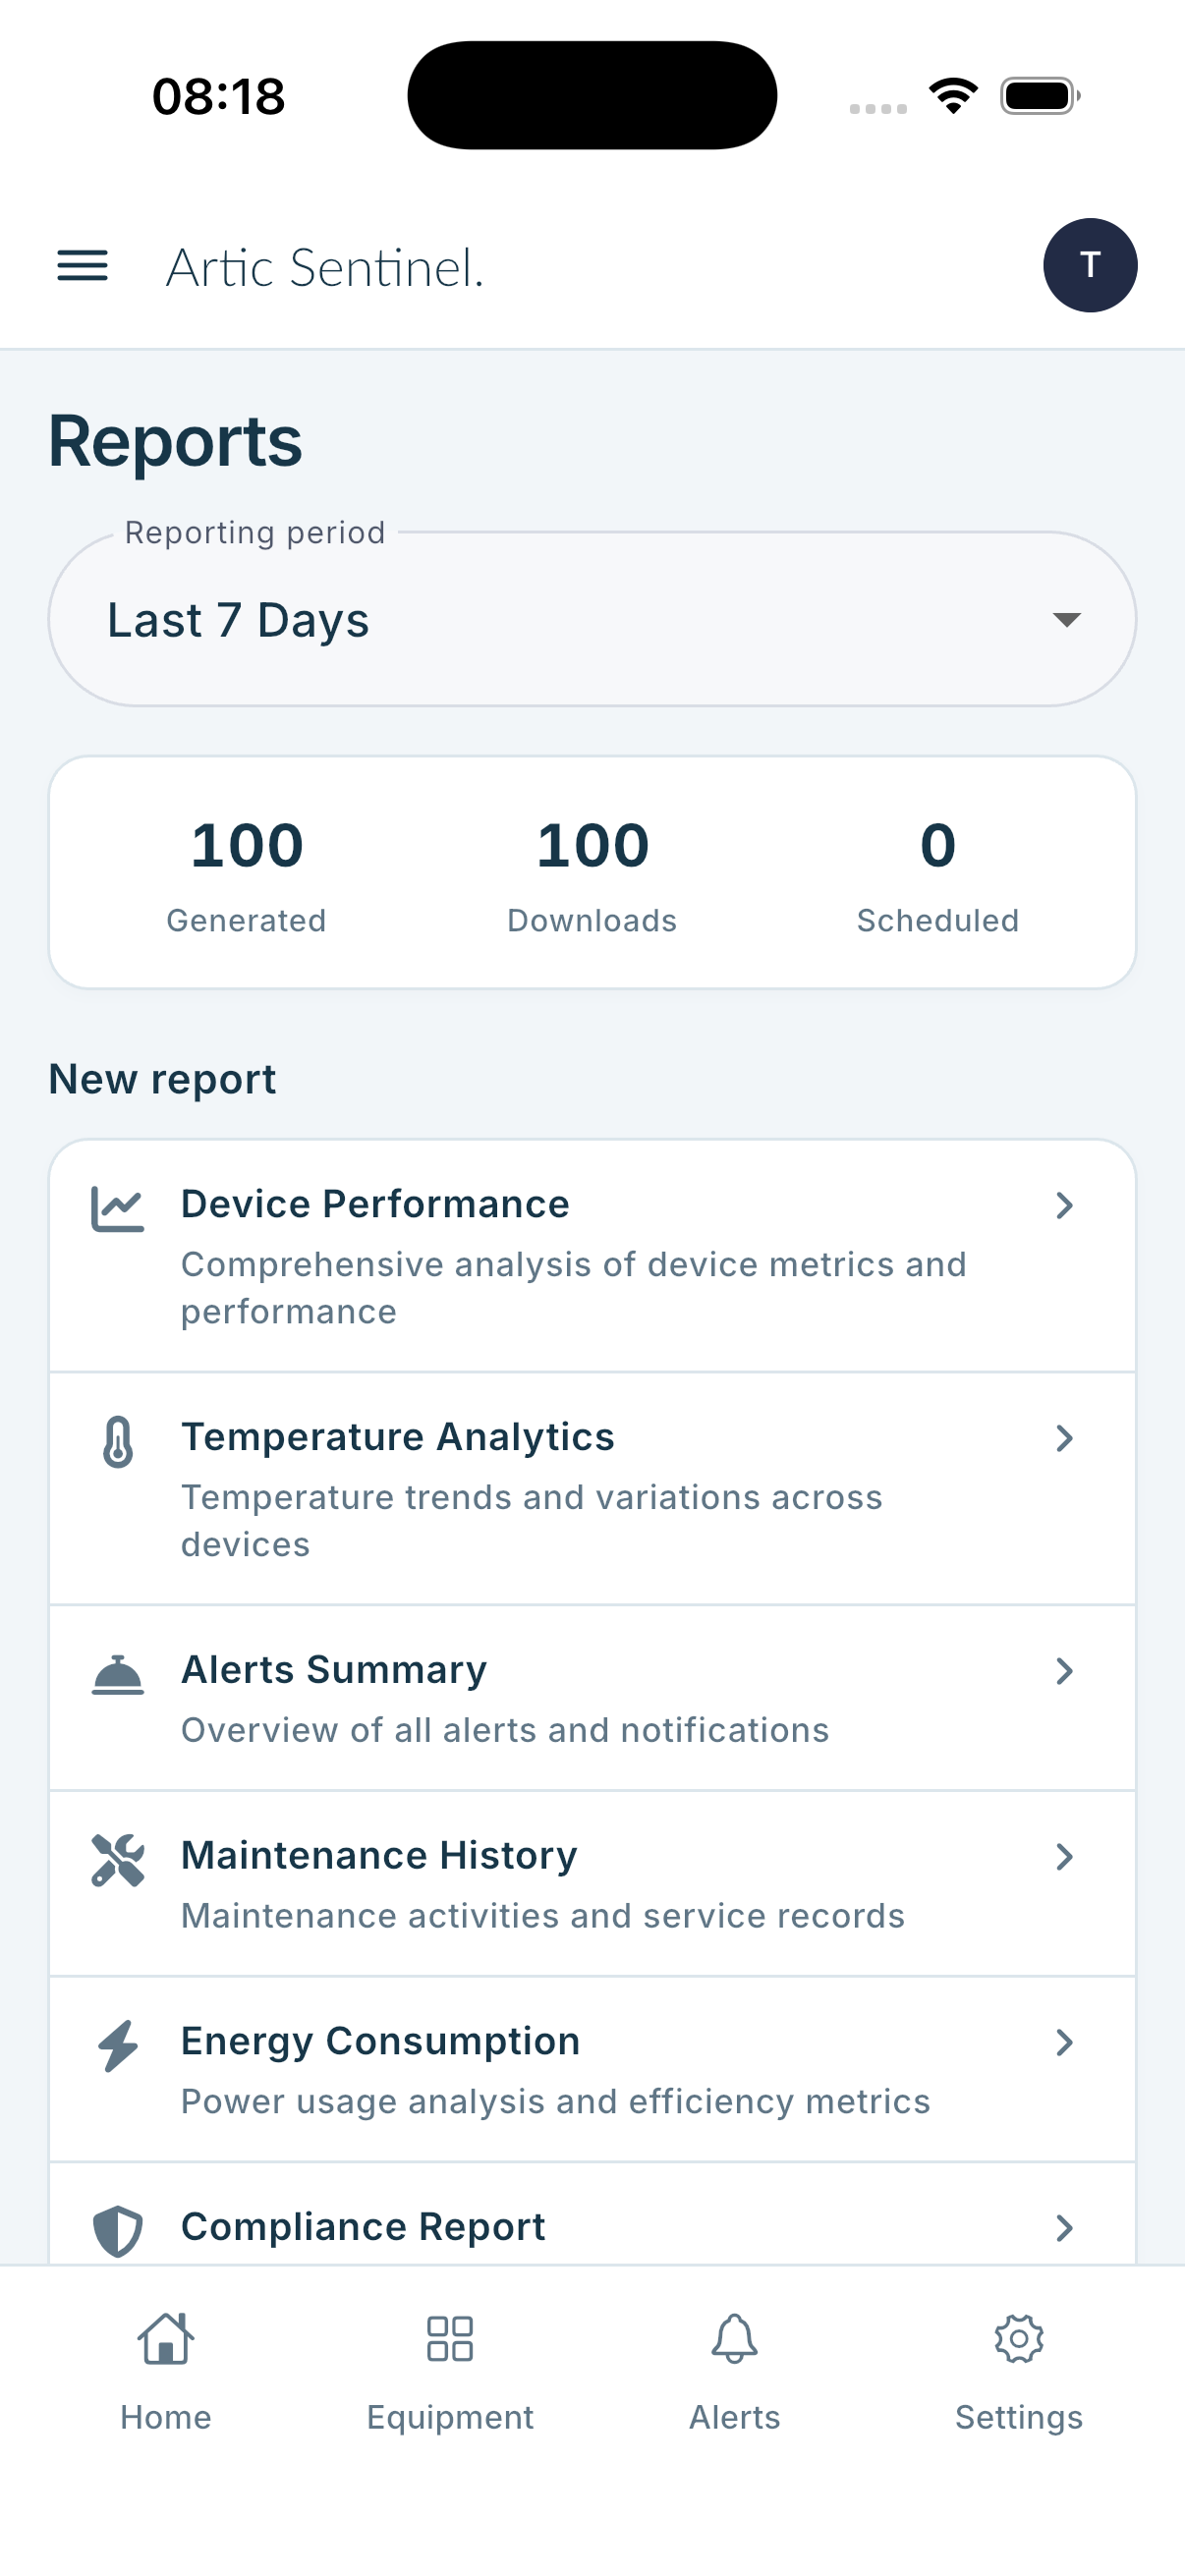 08:18
Artic Sentinel.
T
Reports
Reporting period
Last 7 Days
100
100
0
Generated
Downloads
Scheduled
New report
Device Performance
Comprehensive analysis of device metrics and
performance
Temperature Analytics
Temperature trends and variations across
devices
Alerts Summary
Overview of all alerts and notifications
Maintenance History
Maintenance activities and service records
Energy Consumption
Power usage analysis and efficiency metrics
Compliance Report
Home
Equipment
Alerts
Settings